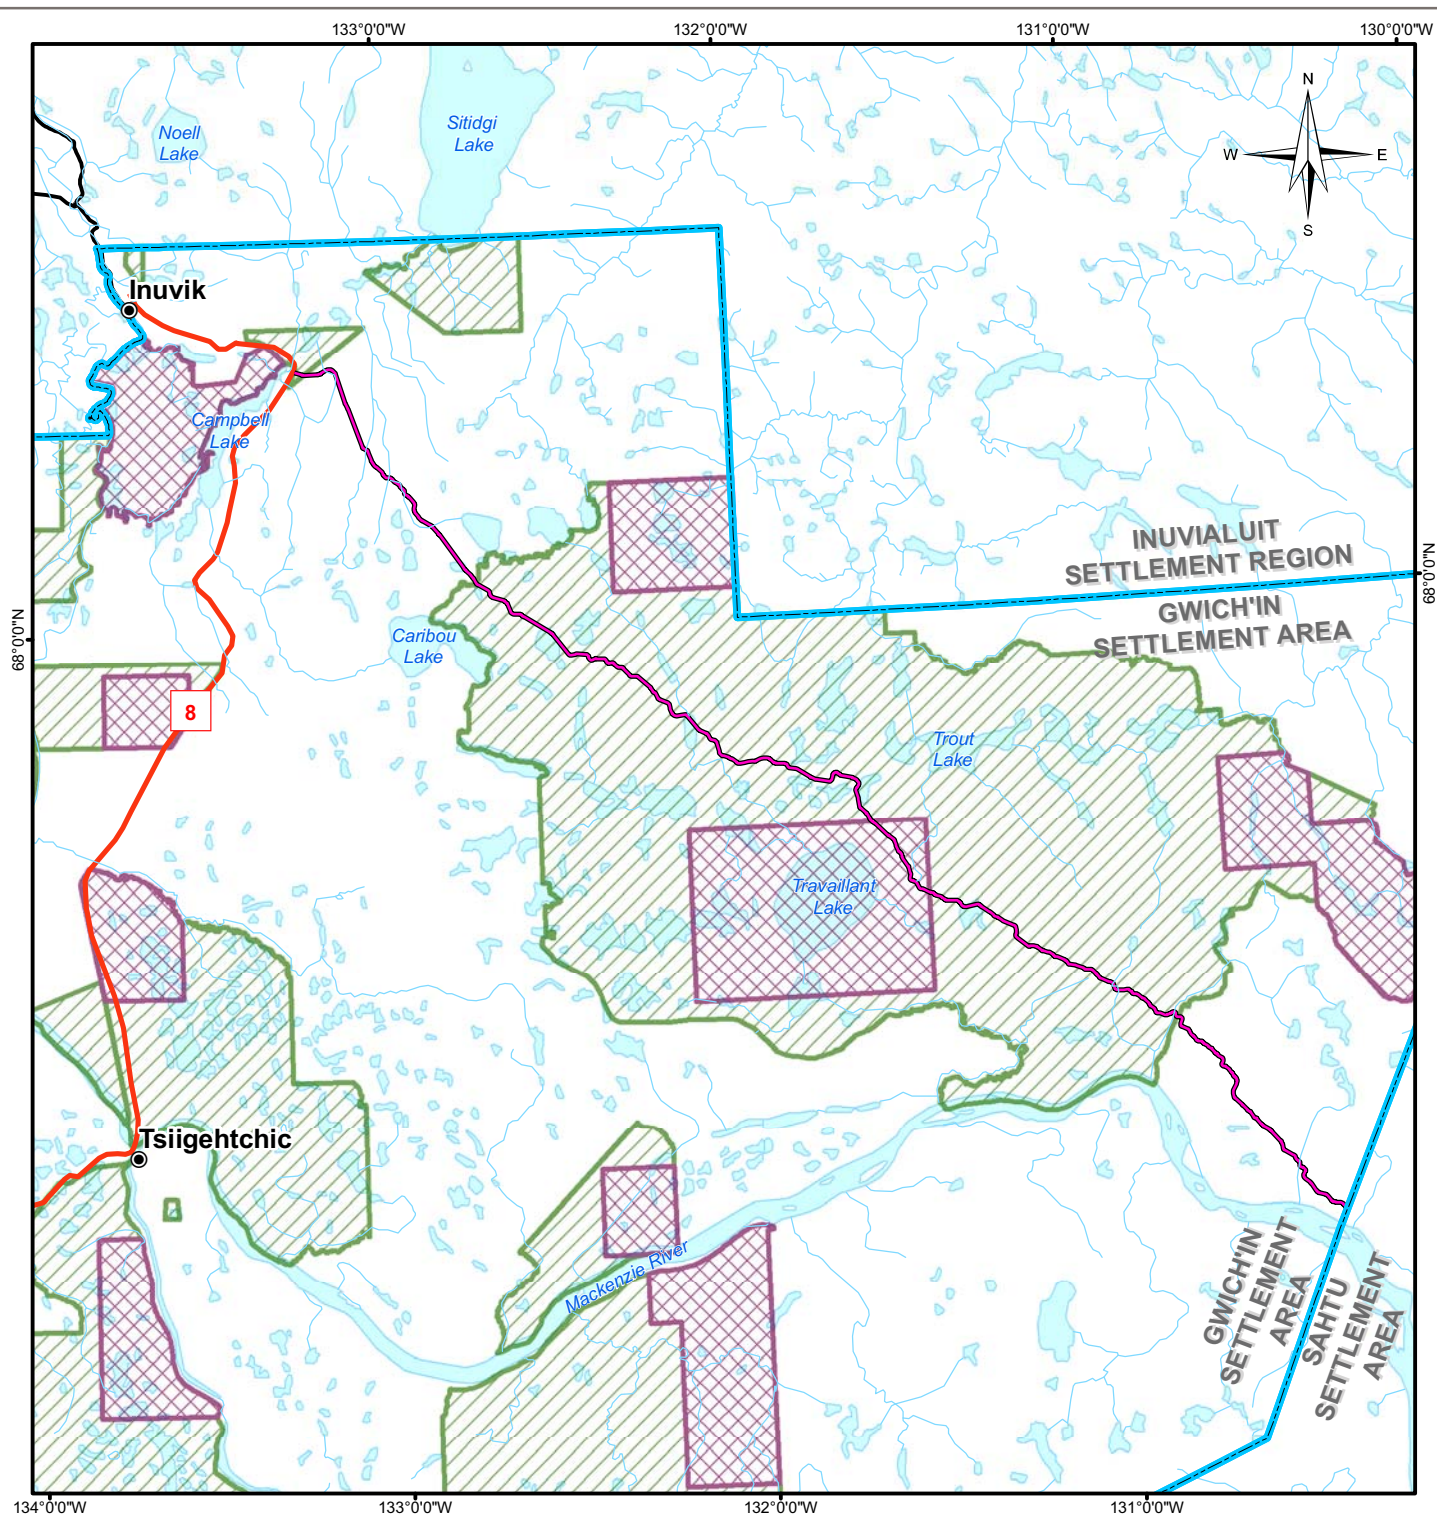 133°0'0"W
132°0'0"W
131°0'0"W
130°0'0"W
N
W
E
S
Noell
Lake
Sitidgi
Lake
Inuvik
Campbell
Lake
INUVIALUIT
SETTLEMENT REGION
GWICH'IN
SETTLEMENT AREA
68°0'0"N
68°0'0"N
Caribou
Lake
8
Trout
Lake
Travaillant
Lake
Tsiigehtchic
Mackenzie River
GWICH'IN
SETTLEMENT
AREA
SAHTU
SETTLEMENT
AREA
134°0'0"W
133°0'0"W
132°0'0"W
131°0'0"W